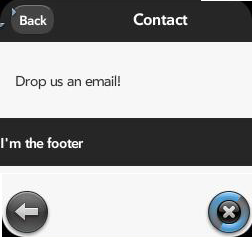 Back
Contact
Drop us an email!
I'm the footer